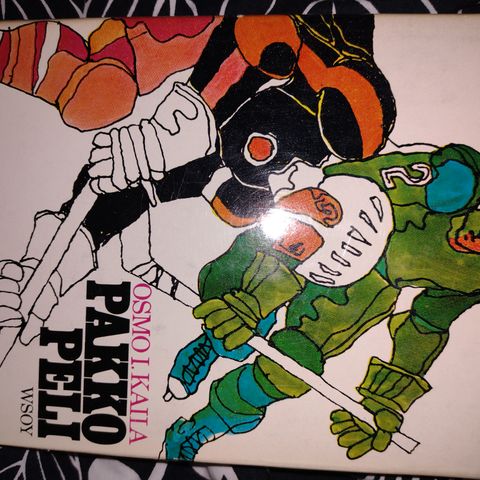 OSMO I. KAILA
PAKKO
PELI
WSOY
2